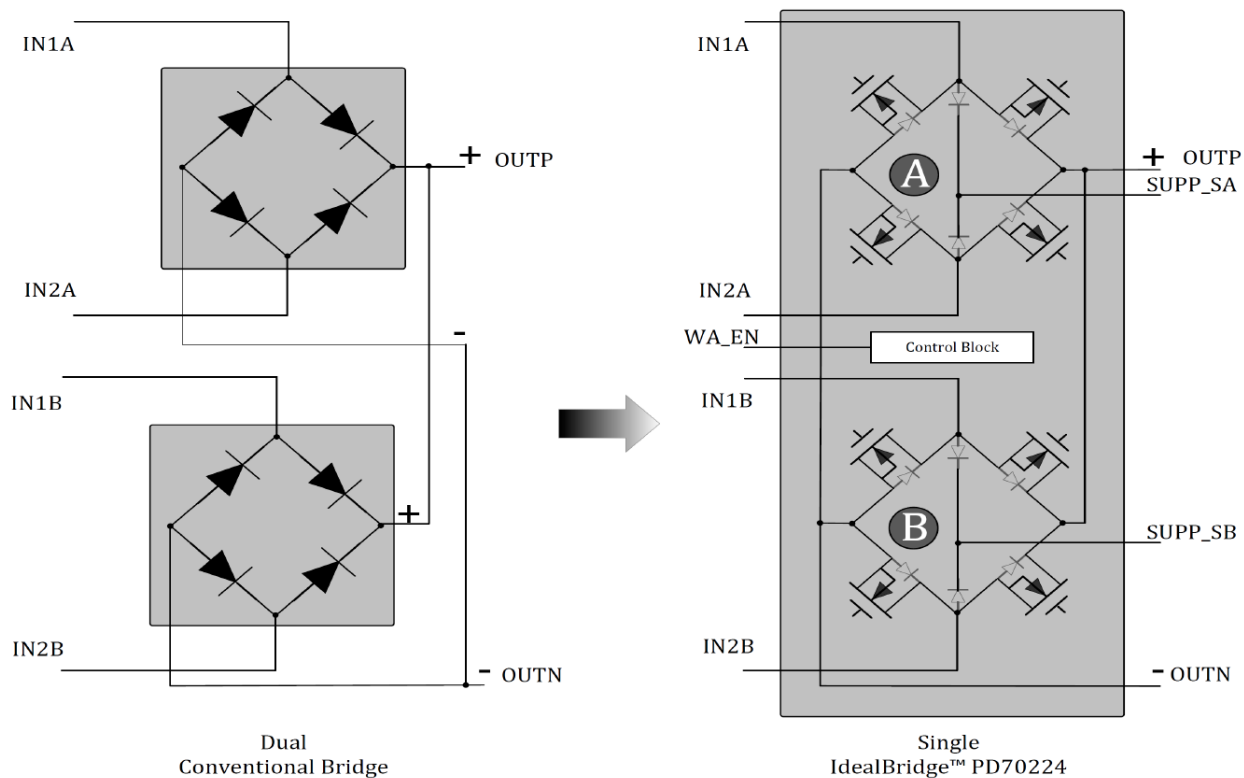 IN1A
+ OUTP
IN2A
-
IN1B
+
IN2B
- OUTN
Dual
Conventional Bridge
IN1A
A
+ OUTP
SUPP_SA
IN2A
WA_EN
Control Block
IN1B
B
SUPP_SB
IN2B
- OUTN
Single
IdealBridge™ PD70224